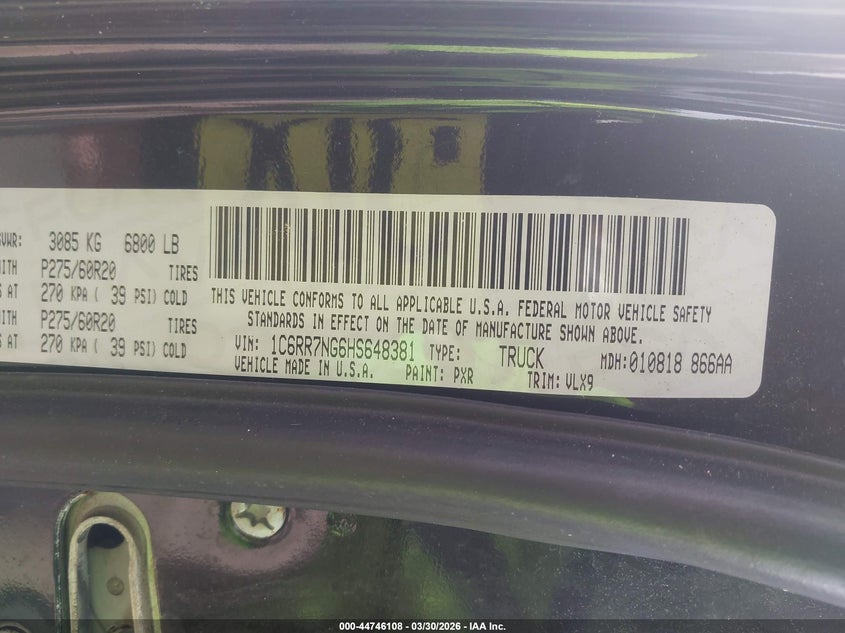 3085 KG 6800 LB
P275/60R20 TIRES
AT 270 KPA ( 39 PSI) COLD
P275/60R20 TIRES
AT 270 KPA ( 39 PSI) COLD
THIS VEHICLE CONFORMS TO ALL APPLICABLE U.S.A. FEDERAL MOTOR VEHICLE SAFETY
STANDARDS IN EFFECT ON THE DATE OF MANUFACTURE SHOWN ABOVE.
VIN: 1C6RR7NG6HS648381 TYPE: TRUCK MDH:010818 866AA
VEHICLE MADE IN U.S.A. PAINT: PXR TRIM: VLX9
000-44746108 - 03/30/2026 - IAA Inc.